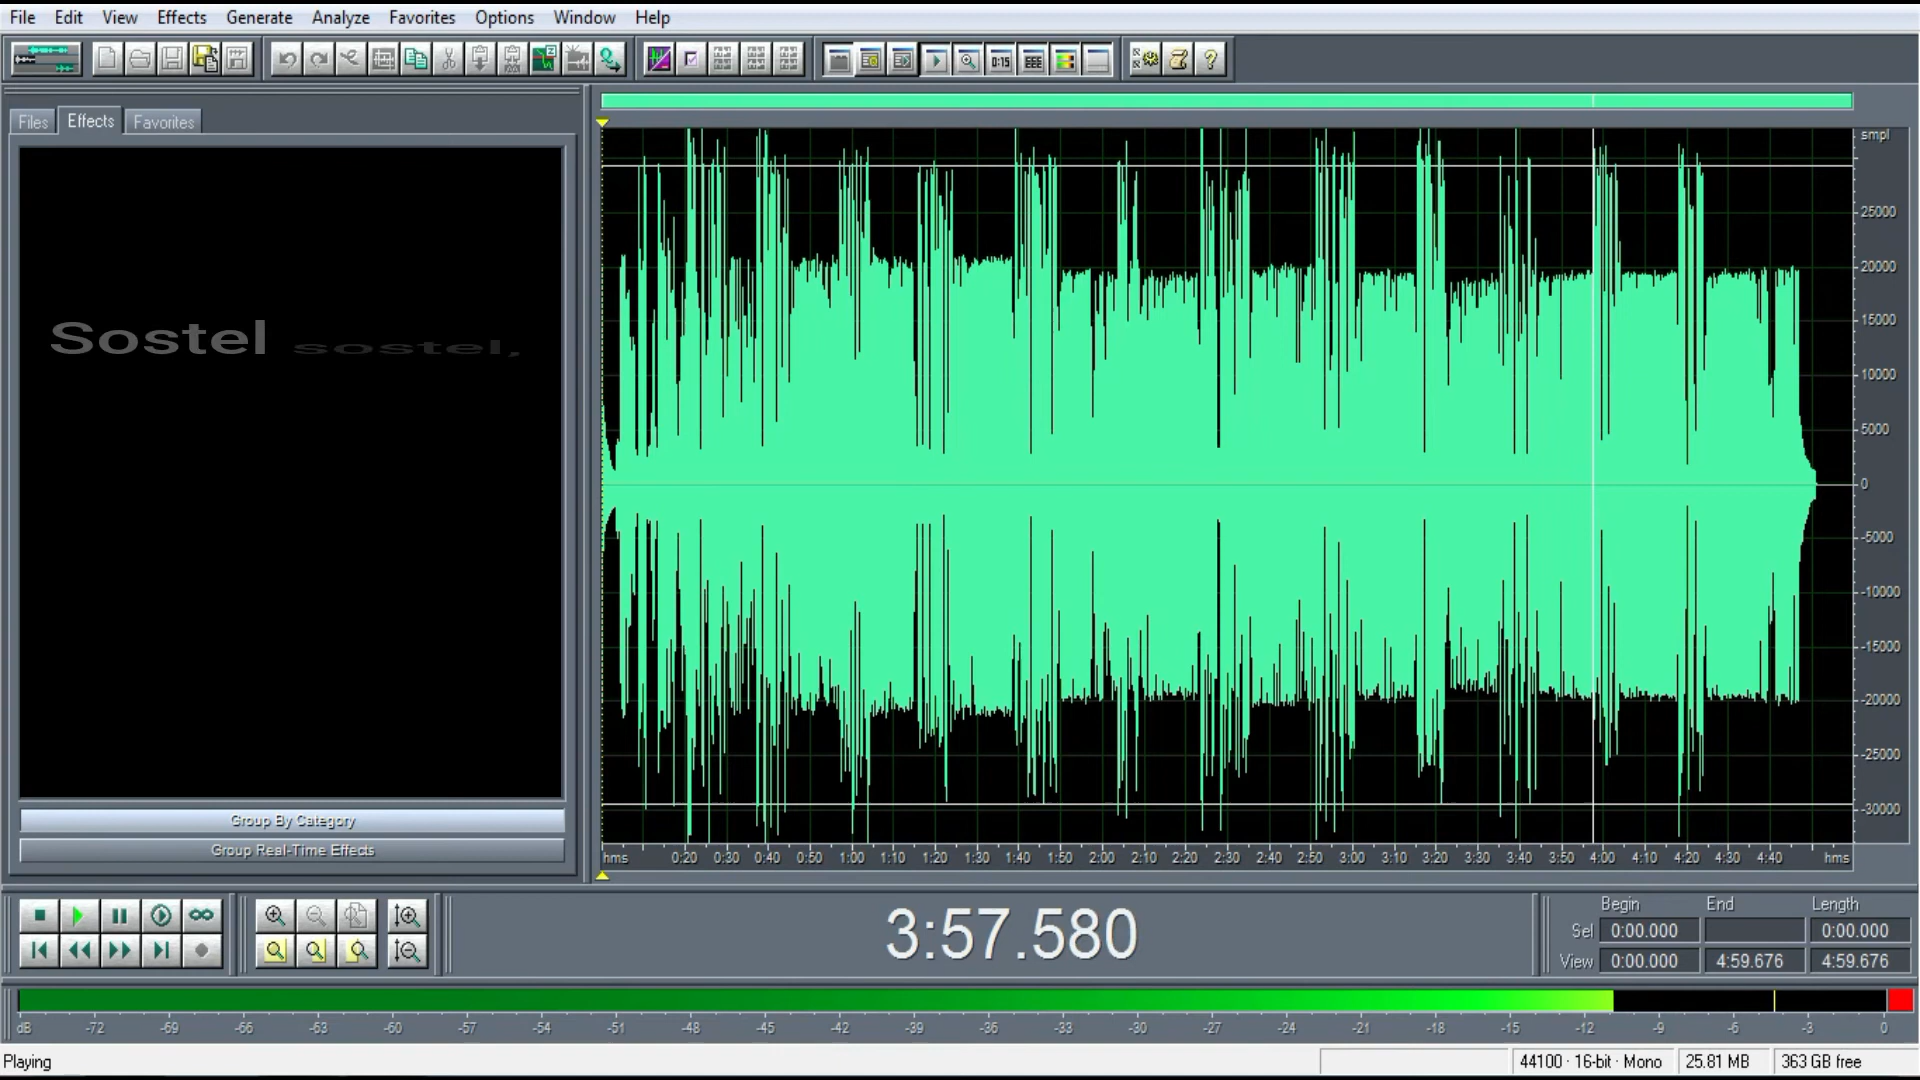 File Edit View Effects Generate Analyze Favorites Options Window Help
0:15
Files Effects Favorites
smpl
25000
20000
15000
10000
5000
0
-5000
-10000
-15000
-20000
-25000
-30000
Sostel sostel,
Group By Category
Group Real-Time Effects
hms 0:20 0:30 0:40 0:50 1:00 1:10 1:20 1:30 1:40 1:50 2:00 2:10 2:20 2:30 2:40 2:50 3:00 3:10 3:20 3:30 3:40 3:50 4:00 4:10 4:20 4:30 4:40 hms
3:57.580
Begin End Length
Sel 0:00.000 0:00.000
View 0:00.000 4:59.676 4:59.676
dB -72 -69 -66 -63 -60 -57 -54 -51 -48 -45 -42 -39 -36 -33 -30 -27 -24 -21 -18 -15 -12 -9 -6 -3 0
Playing 44100 · 16-bit · Mono 25.81 MB 363 GB free